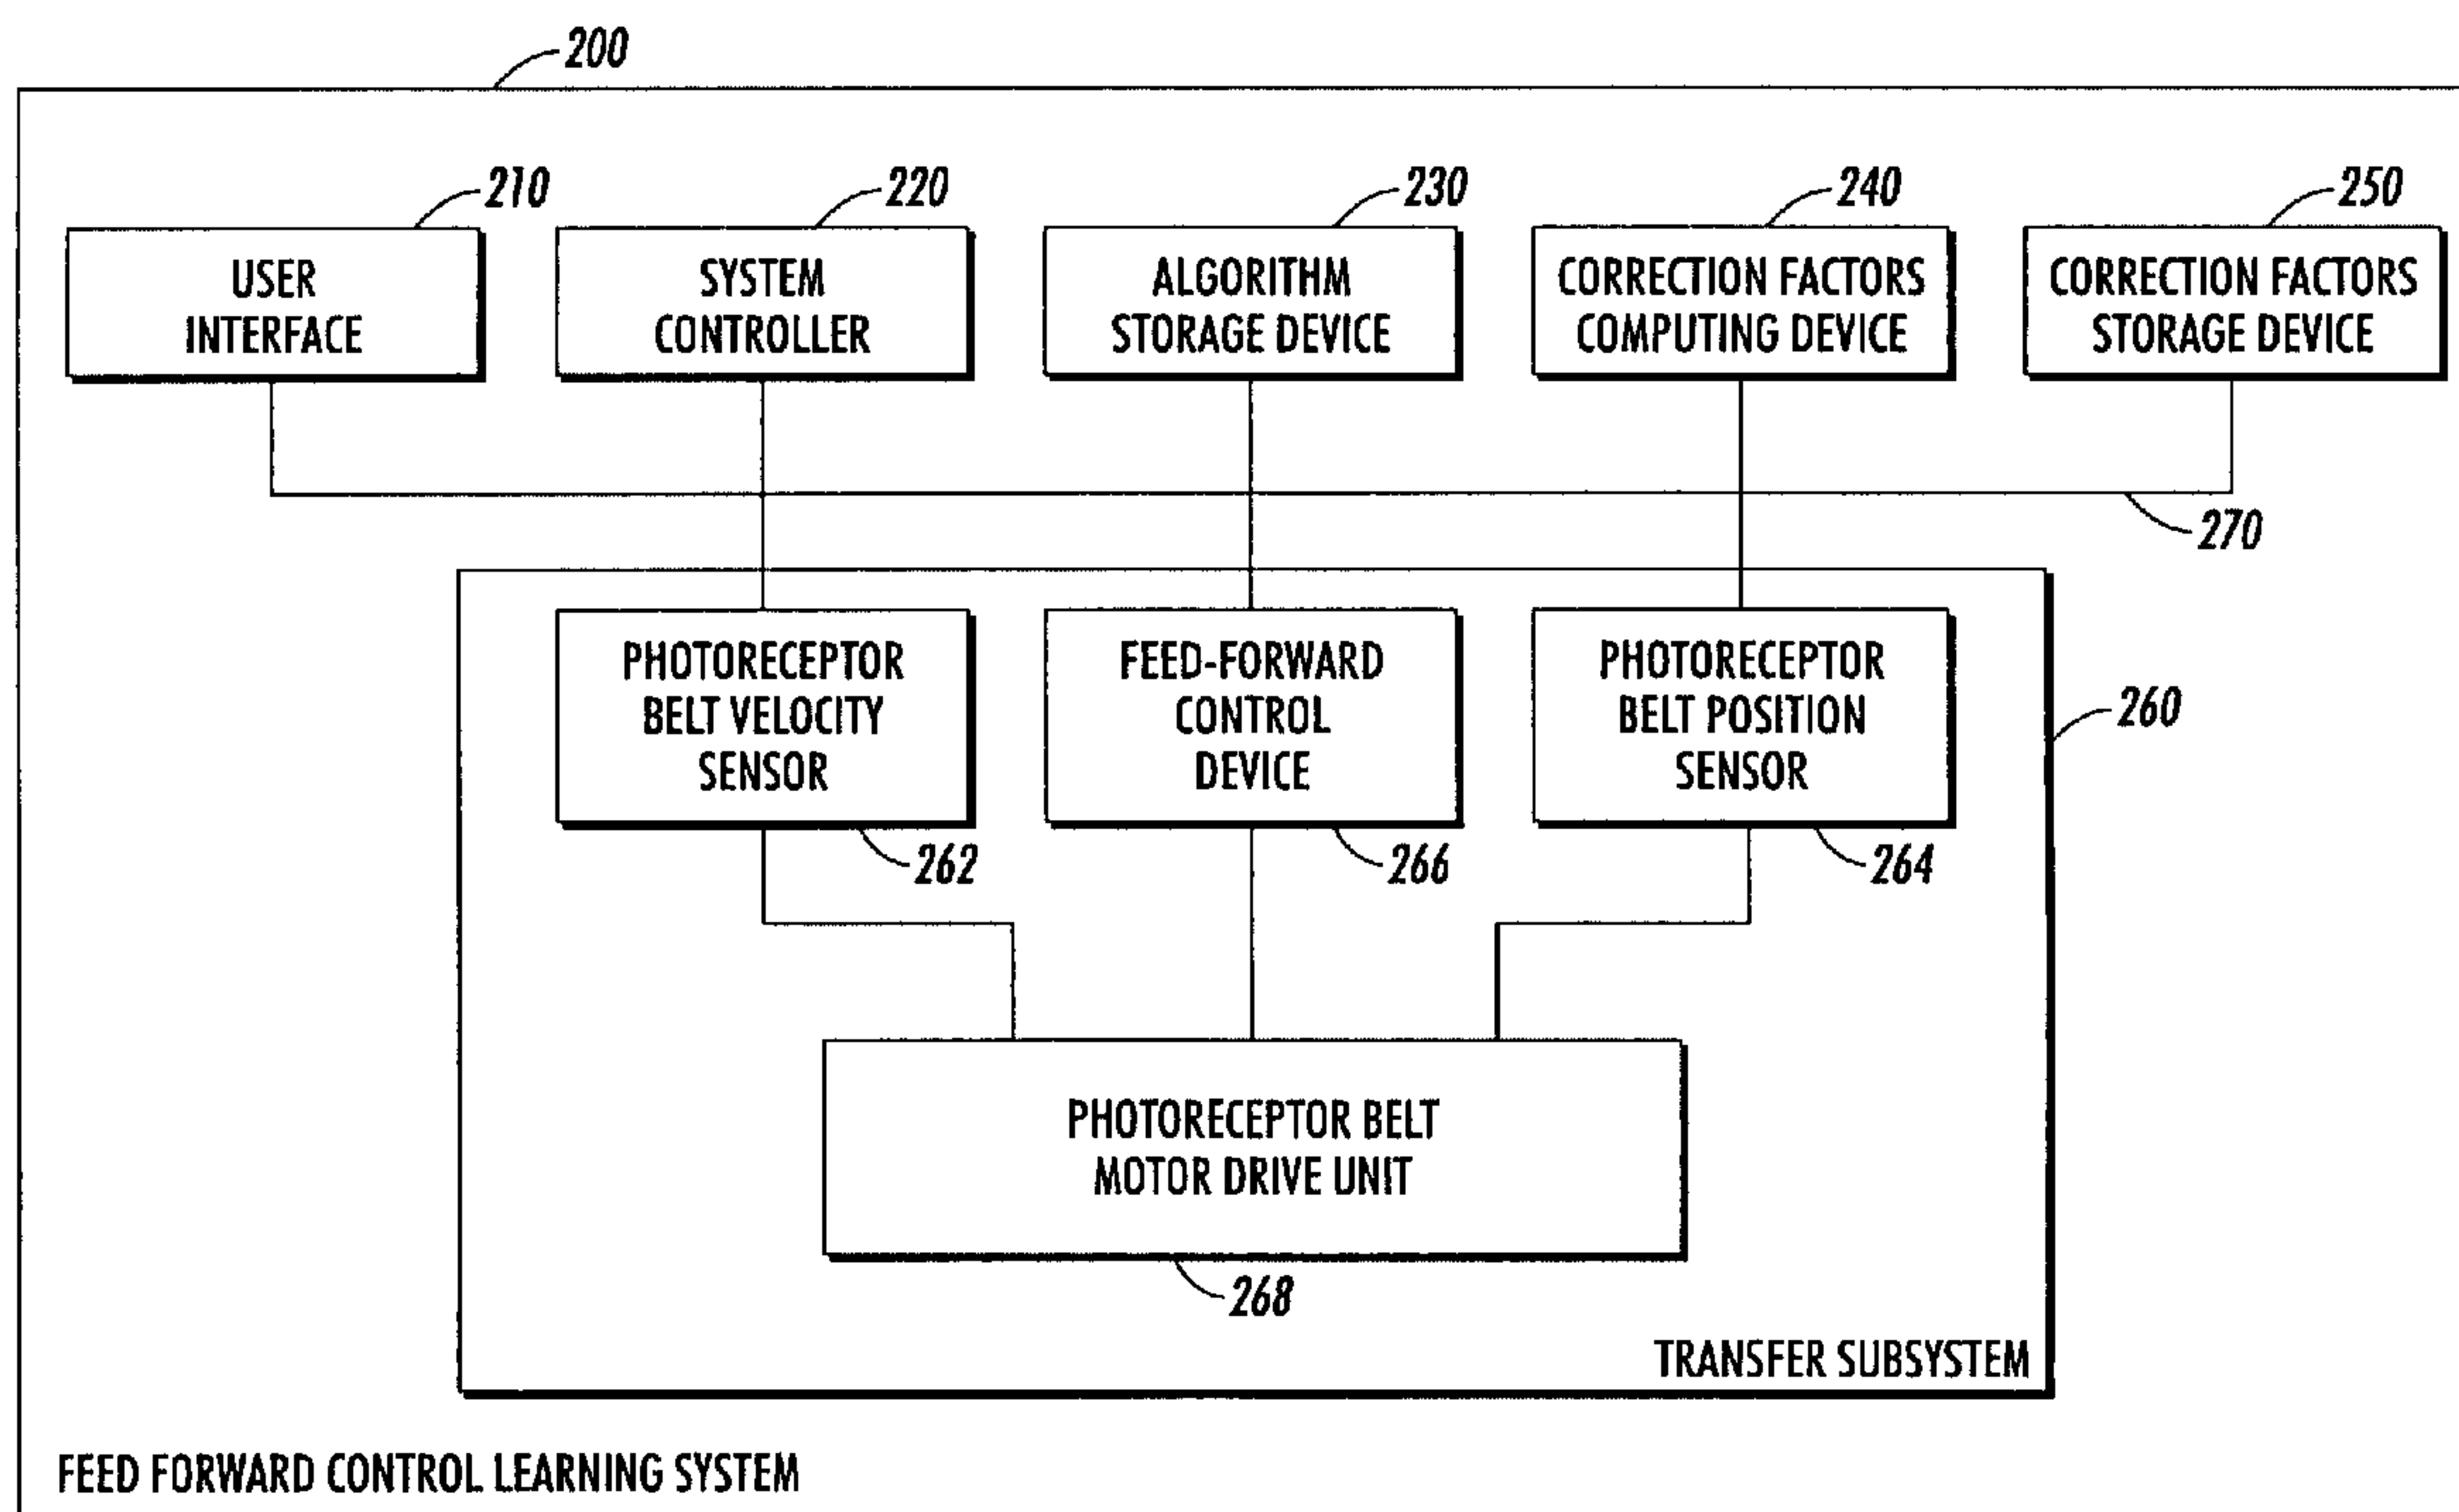 200
210
220
230
240
250
USER
INTERFACE
SYSTEM
CONTROLLER
ALGORITHM
STORAGE DEVICE
CORRECTION FACTORS
COMPUTING DEVICE
CORRECTION FACTORS
STORAGE DEVICE
270
PHOTORECEPTOR
BELT VELOCITY
SENSOR
FEED-FORWARD
CONTROL
DEVICE
PHOTORECEPTOR
BELT POSITION
SENSOR
260
262
266
264
PHOTORECEPTOR BELT
MOTOR DRIVE UNIT
268
TRANSFER SUBSYSTEM
FEED FORWARD CONTROL LEARNING SYSTEM